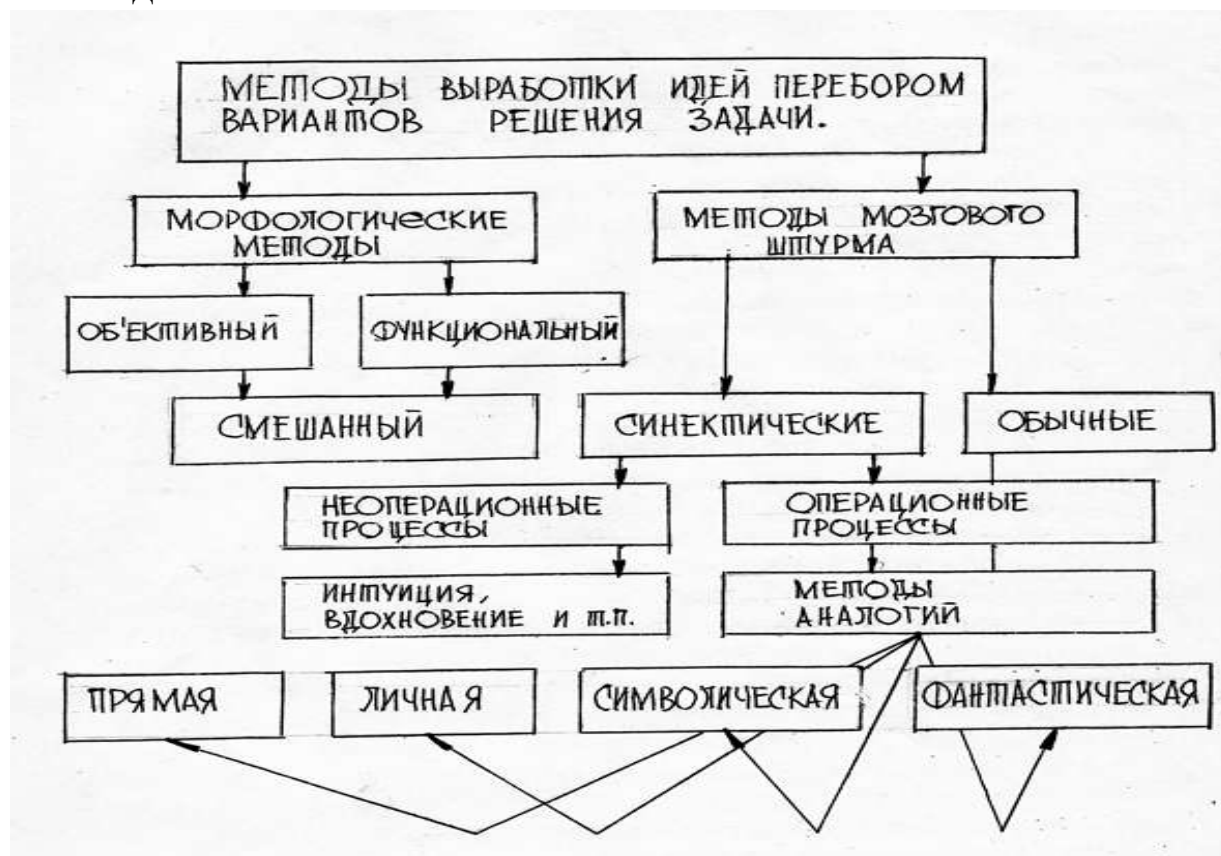 МЕТОДЫ ВЫРАБОТКИ ИДЕЙ ПЕРЕБОРОМ
ВАРИАНТОВ РЕШЕНИЯ ЗАДАЧИ.
МОРФОЛОГИЧЕСКИЕ
МЕТОДЫ
МЕТОДЫ МОЗГОВОГО
ШТУРМА
ОБ'ЕКТИВНЫЙ
ФУНКЦИОНАЛЬНЫЙ
СМЕШАННЫЙ
СИНЕКТИЧЕСКИЕ
ОБЫЧНЫЕ
НЕОПЕРАЦИОННЫЕ
ПРОЦЕССЫ
ОПЕРАЦИОННЫЕ
ПРОЦЕССЫ
ИНТУИЦИЯ,
ВДОХНОВЕНИЕ И Т.П.
МЕТОДЫ
АНАЛОГИЙ
ПРЯМАЯ
ЛИЧНАЯ
СИМВОЛИЧЕСКАЯ
ФАНТАСТИЧЕСКАЯ